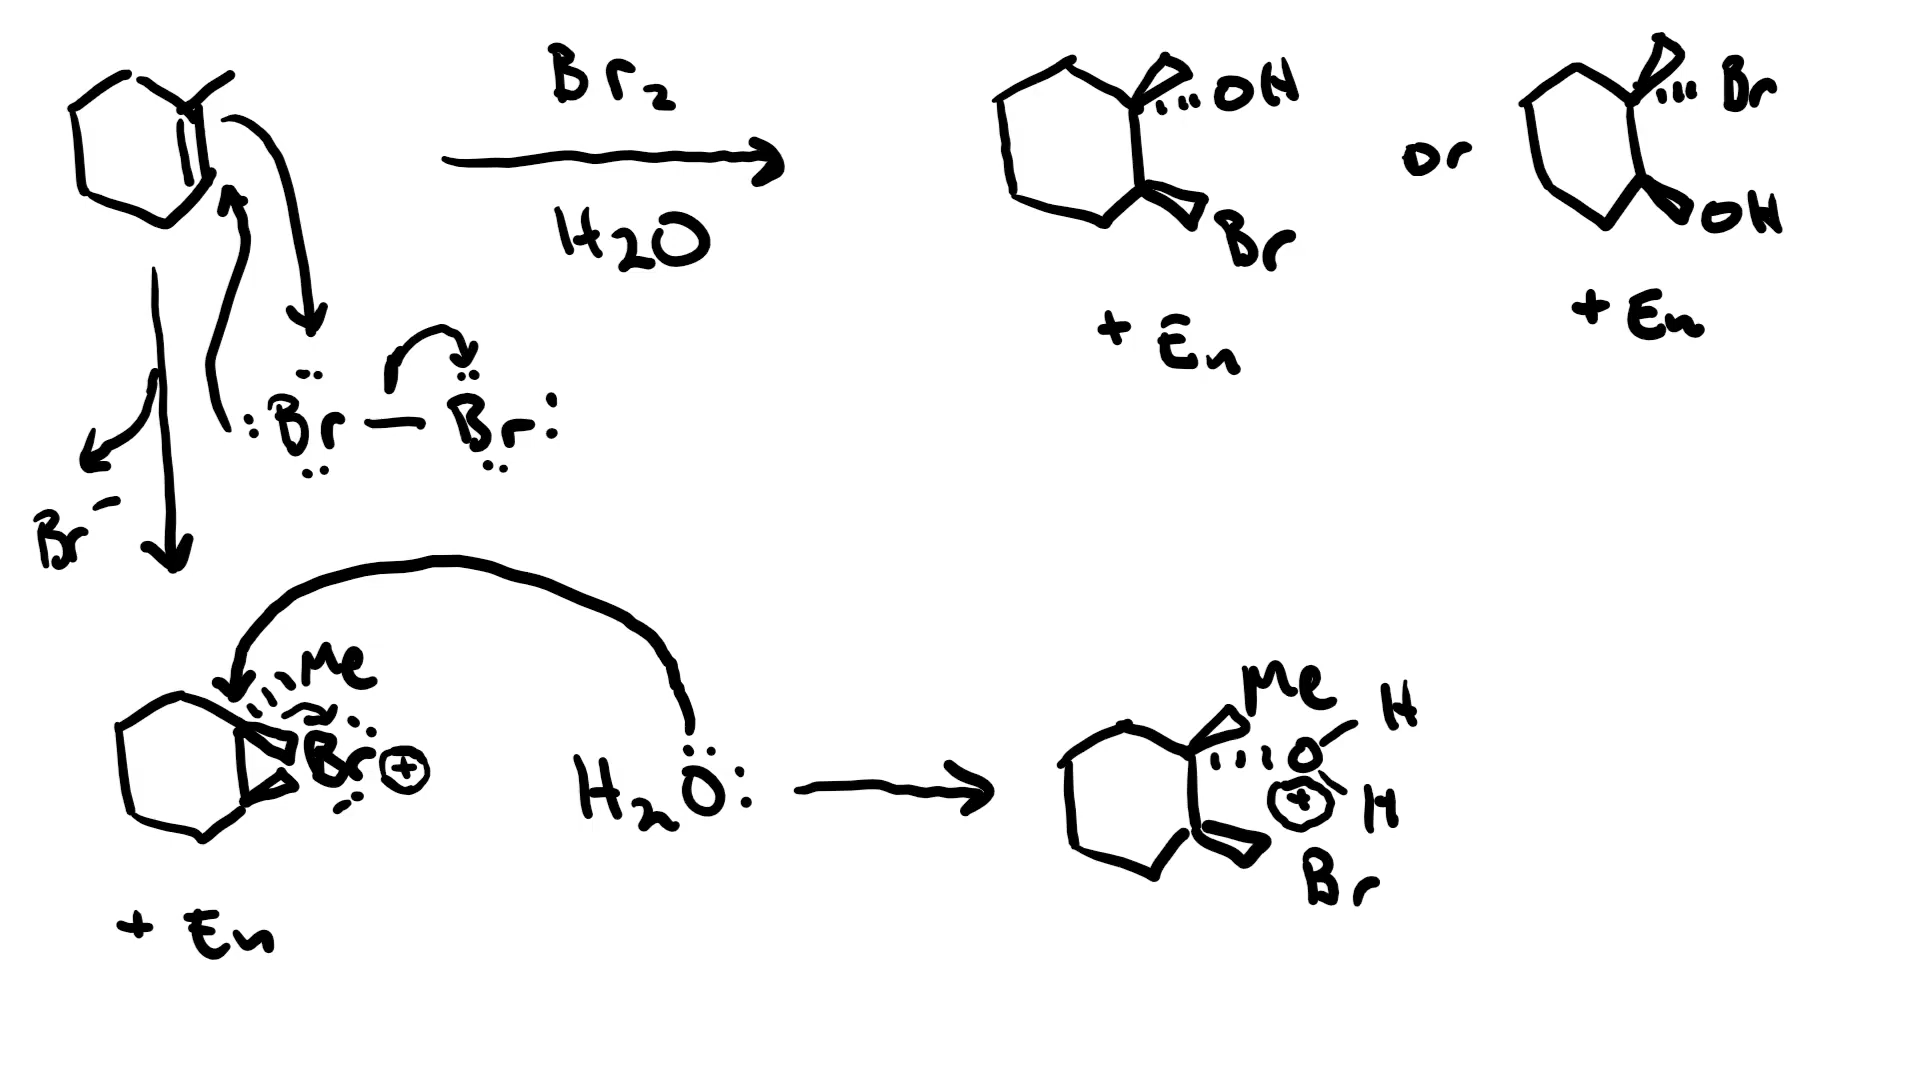 Br2
H2O
OH
Br
+ En
or
Br
OH
+ En
:Br — Br:
Br-
Me
Br +
+ En
H2O:
Me
O
H
+
H
Br